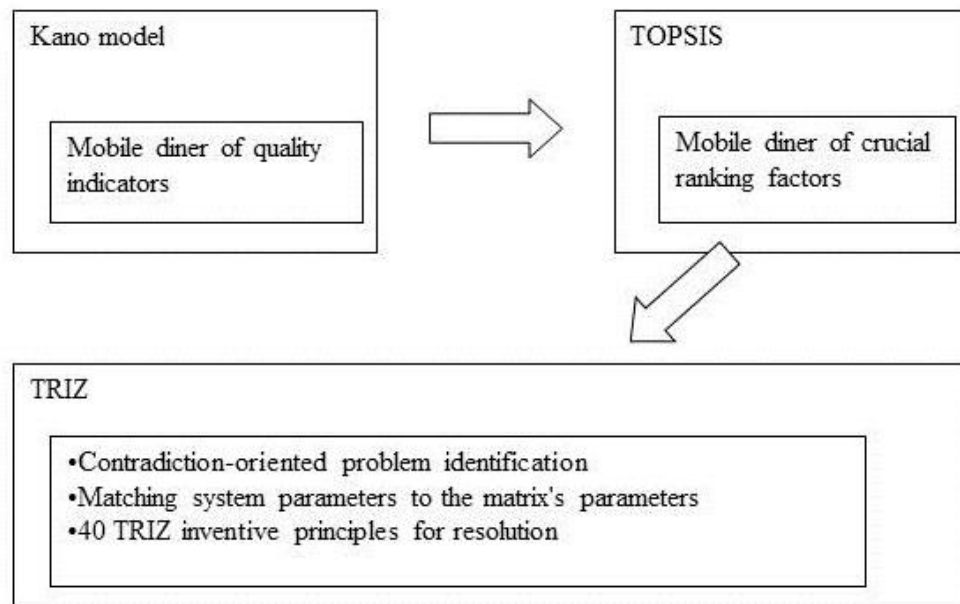 Kano model
Mobile diner of quality
indicators
TOPSIS
Mobile diner of crucial
ranking factors
TRIZ
•Contradiction-oriented problem identification
•Matching system parameters to the matrix's parameters
•40 TRIZ inventive principles for resolution